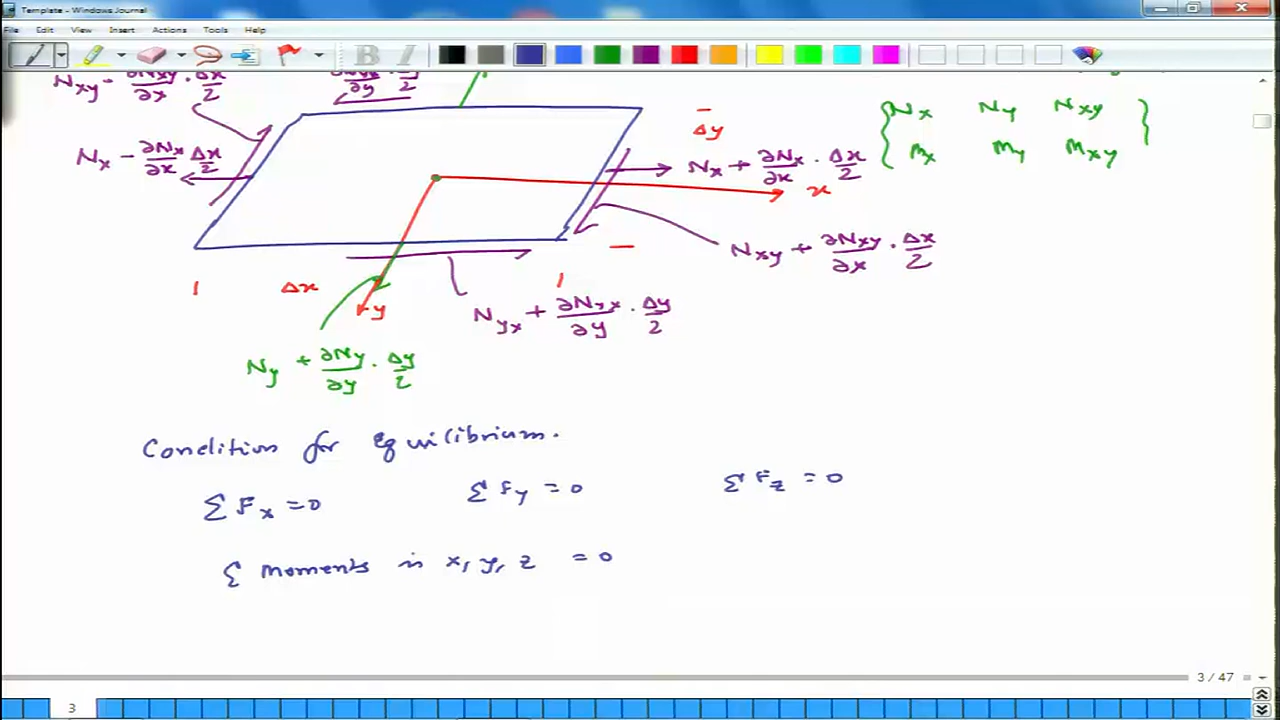 Template - Windows Journal
File Edit View Insert Actions Tools Help
Nxy - ∂Nxy/∂x · Δx/2
Nx Ny Nxy
Mx My Mxy
Δy
Nx - ∂Nx/∂x Δx/2
Nx + ∂Nx/∂x · Δx/2
x
Nxy + ∂Nxy/∂x · Δx/2
Δx
y
Nyx + ∂Nyx/∂y · Δy/2
Ny + ∂Ny/∂y · Δy/2
Condition for Equilibrium.
Σ Fx = 0 Σ Fy = 0 Σ Fz = 0
Σ moments in x, y, z = 0
3 / 47
3